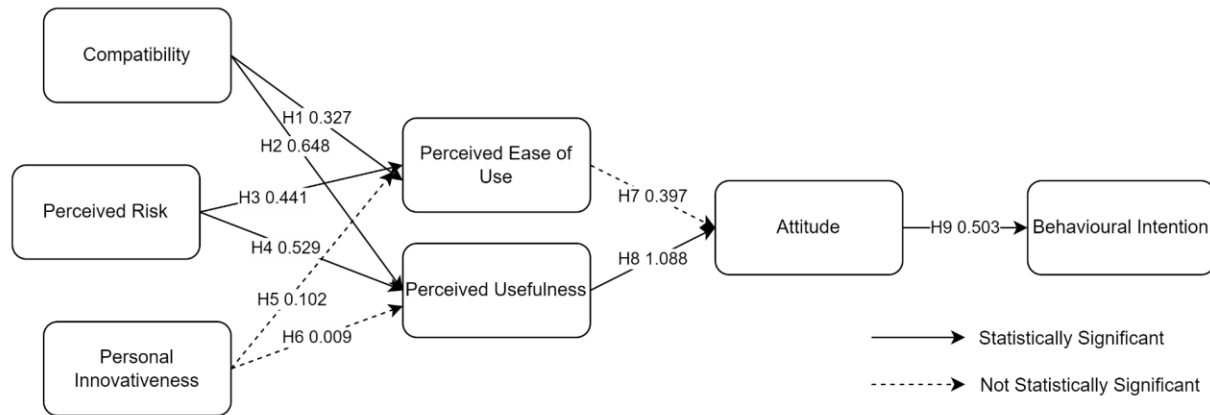 Compatibility
H1 0.327
H2 0.648
Perceived Ease of
Use
Perceived Risk
H3 0.441
H7 0.397
Attitude
H9 0.503
Behavioural Intention
H4 0.529
H8 1.088
Perceived Usefulness
H5 0.102
H6 0.009
Personal
Innovativeness
Statistically Significant
Not Statistically Significant